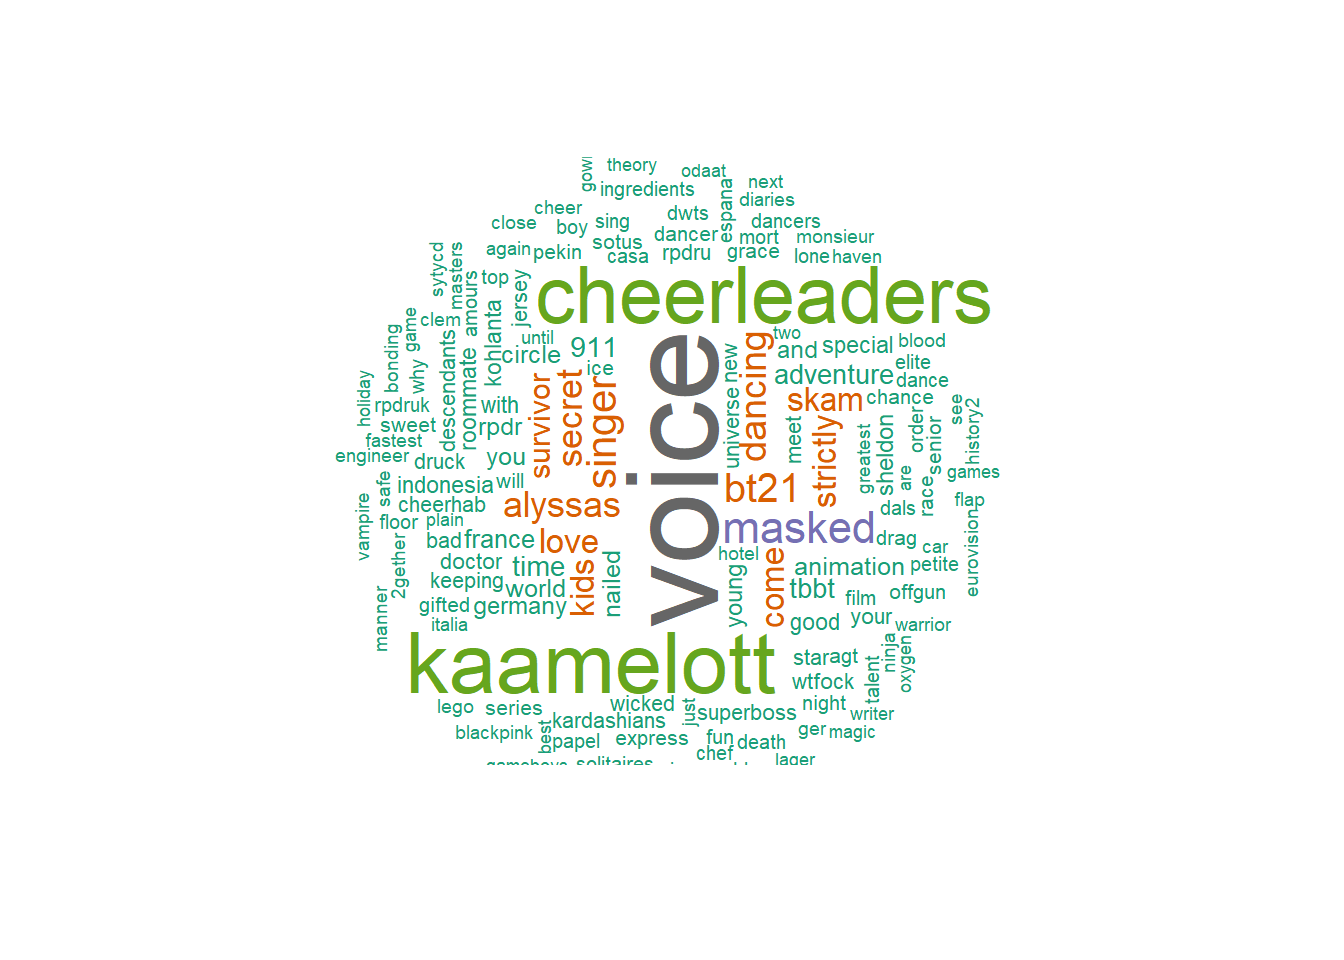 gowi
theory
odaat
ingredients
next
diaries
espana
cheer
sing
dwts
dancers
close
boy
sotus
dancer
mort
monsieur
again
pekin
casa
rpdru
grace
lone
haven
sytycd
masters
amours
top
jersey
cheerleaders
clem
kohlanta
until
911
two
and
special
blood
game
bonding
why
descendants
roommate
circle
ice
voice
new
dancing
adventure
elite
dance
holiday
rpdruk
with
survivor
secret
singer
universe
skam
chance
see
sweet
rpdr
meet
strictly
greatest
sheldon
order
senior
history2
fastest
engineer
druck
you
are
games
safe
indonesia
will
bt21
race
flap
cheerhab
alyssas
dals
vampire
floor
plain
masked
bad
france
love
drag
car
eurovision
hotel
2gether
doctor
time
kids
nailed
young
come
animation
petite
keeping
world
tbbt
film
offgun
manner
gifted
germany
good
your
warrior
italia
kaamelott
star
agt
talent
ninja
oxygen
wtfock
lego
series
wicked
just
superboss
night
writer
blackpink
best
kardashians
papel
express
fun
death
ger
magic
chef
solitaires
lager